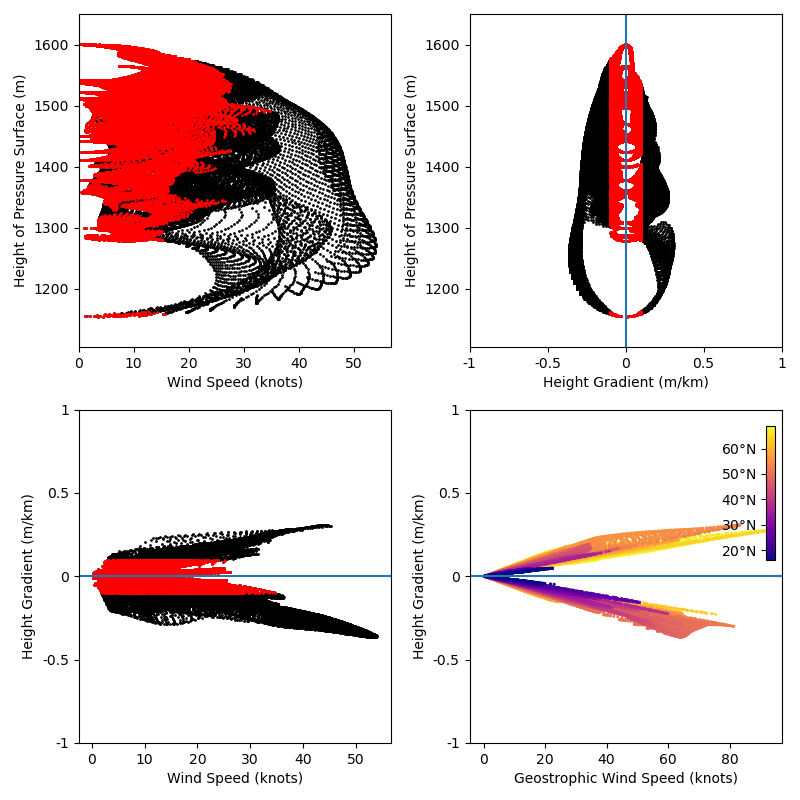 1600
1500
1400
1300
1200
Height of Pressure Surface (m)
0 10 20 30 40 50
Wind Speed (knots)
1600
1500
1400
1300
1200
Height of Pressure Surface (m)
-1 -0.5 0 0.5 1
Height Gradient (m/km)
1
0.5
0
-0.5
-1
Height Gradient (m/km)
0 10 20 30 40 50
Wind Speed (knots)
1
0.5
0
-0.5
-1
Height Gradient (m/km)
60°N
50°N
40°N
30°N
20°N
0 20 40 60 80
Geostrophic Wind Speed (knots)